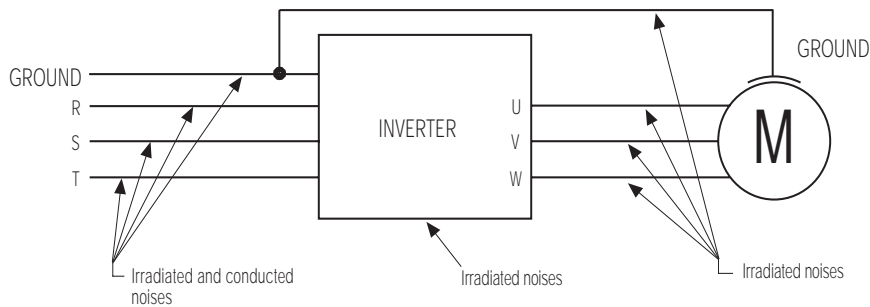 GROUND
GROUND
R
S
T
INVERTER
U
V
W
M
Irradiated and conducted
noises
Irradiated noises
Irradiated noises